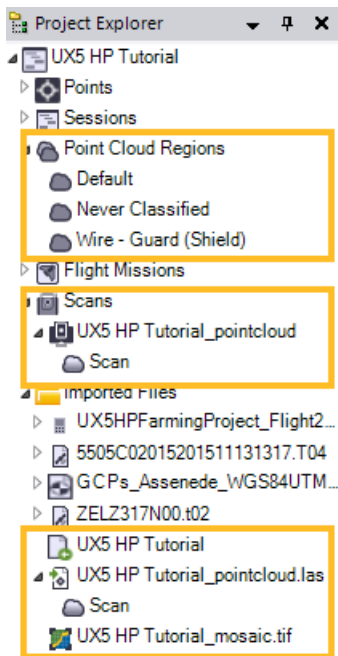 Project Explorer
UX5 HP Tutorial
Points
Sessions
Point Cloud Regions
Default
Never Classified
Wire - Guard (Shield)
Flight Missions
Scans
UX5 HP Tutorial_pointcloud
Scan
Imported Files
UX5HPFarmingProject_Flight2...
5505C02015201511131317.T04
GCPs_Assenede_WGS84UTM...
ZELZ317N00.t02
UX5 HP Tutorial
UX5 HP Tutorial_pointcloud.las
Scan
UX5 HP Tutorial_mosaic.tif